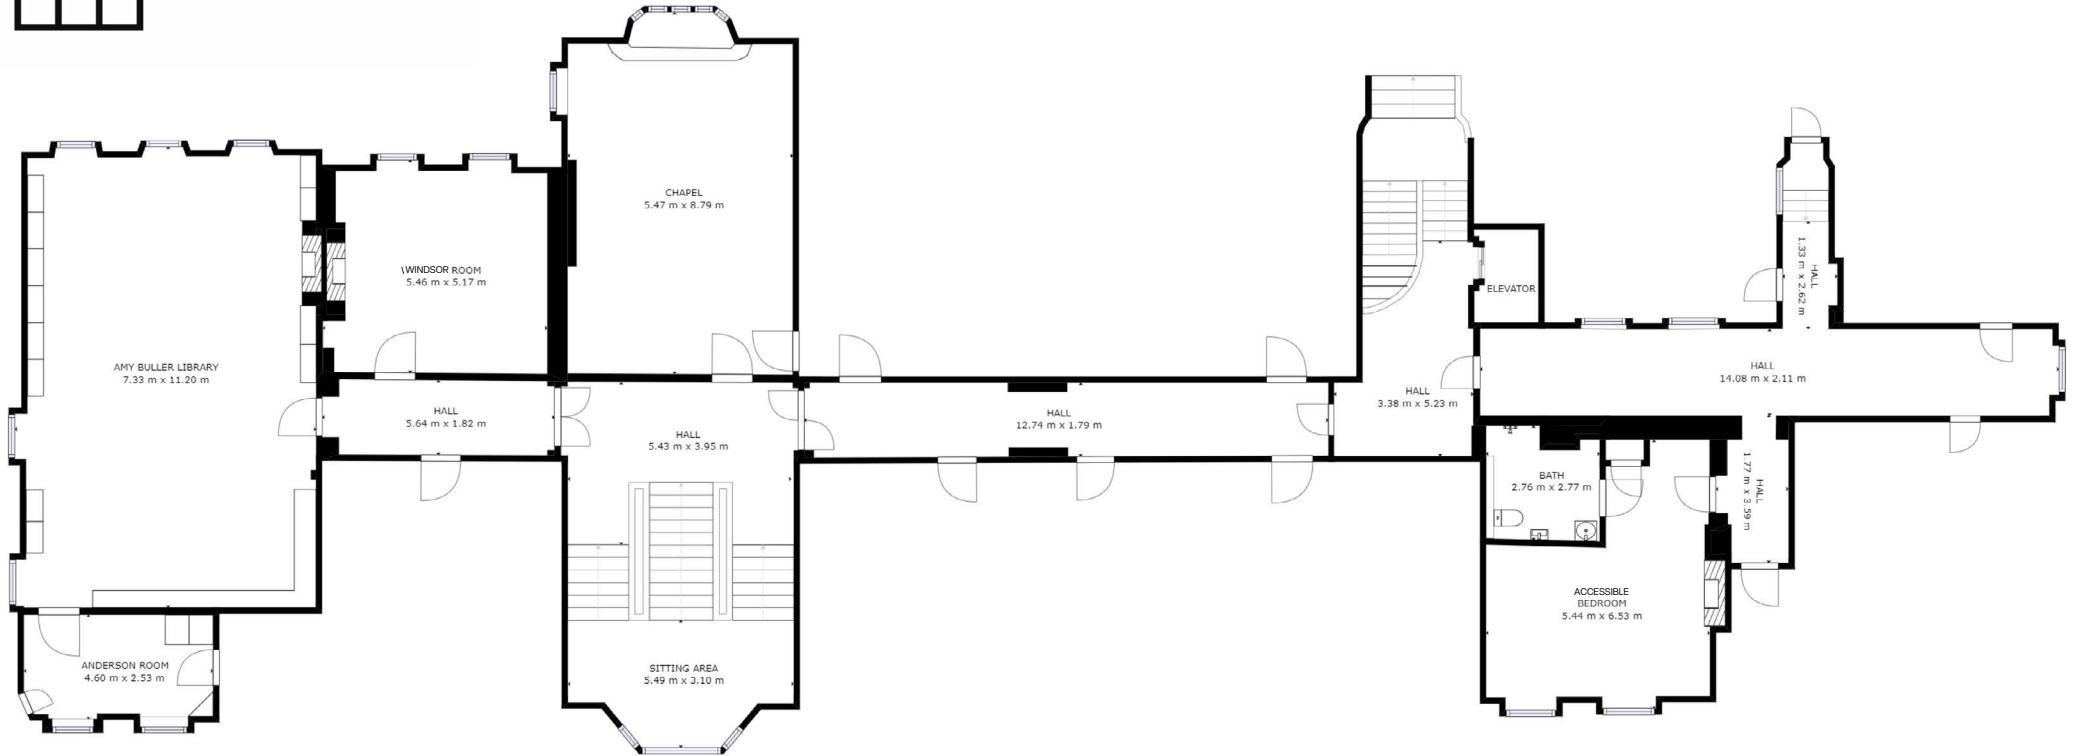 CHAPEL
5.47 m x 8.79 m
\WINDSOR ROOM
5.46 m x 5.17 m
ELEVATOR
HALL
1.33 m x 2.62 m
AMY BULLER LIBRARY
7.33 m x 11.20 m
HALL
5.64 m x 1.82 m
HALL
5.43 m x 3.95 m
HALL
12.74 m x 1.79 m
HALL
3.38 m x 5.23 m
HALL
14.08 m x 2.11 m
BATH
2.76 m x 2.77 m
HALL
1.77 m x 3.59 m
ACCESSIBLE
BEDROOM
5.44 m x 6.53 m
ANDERSON ROOM
4.60 m x 2.53 m
SITTING AREA
5.49 m x 3.10 m